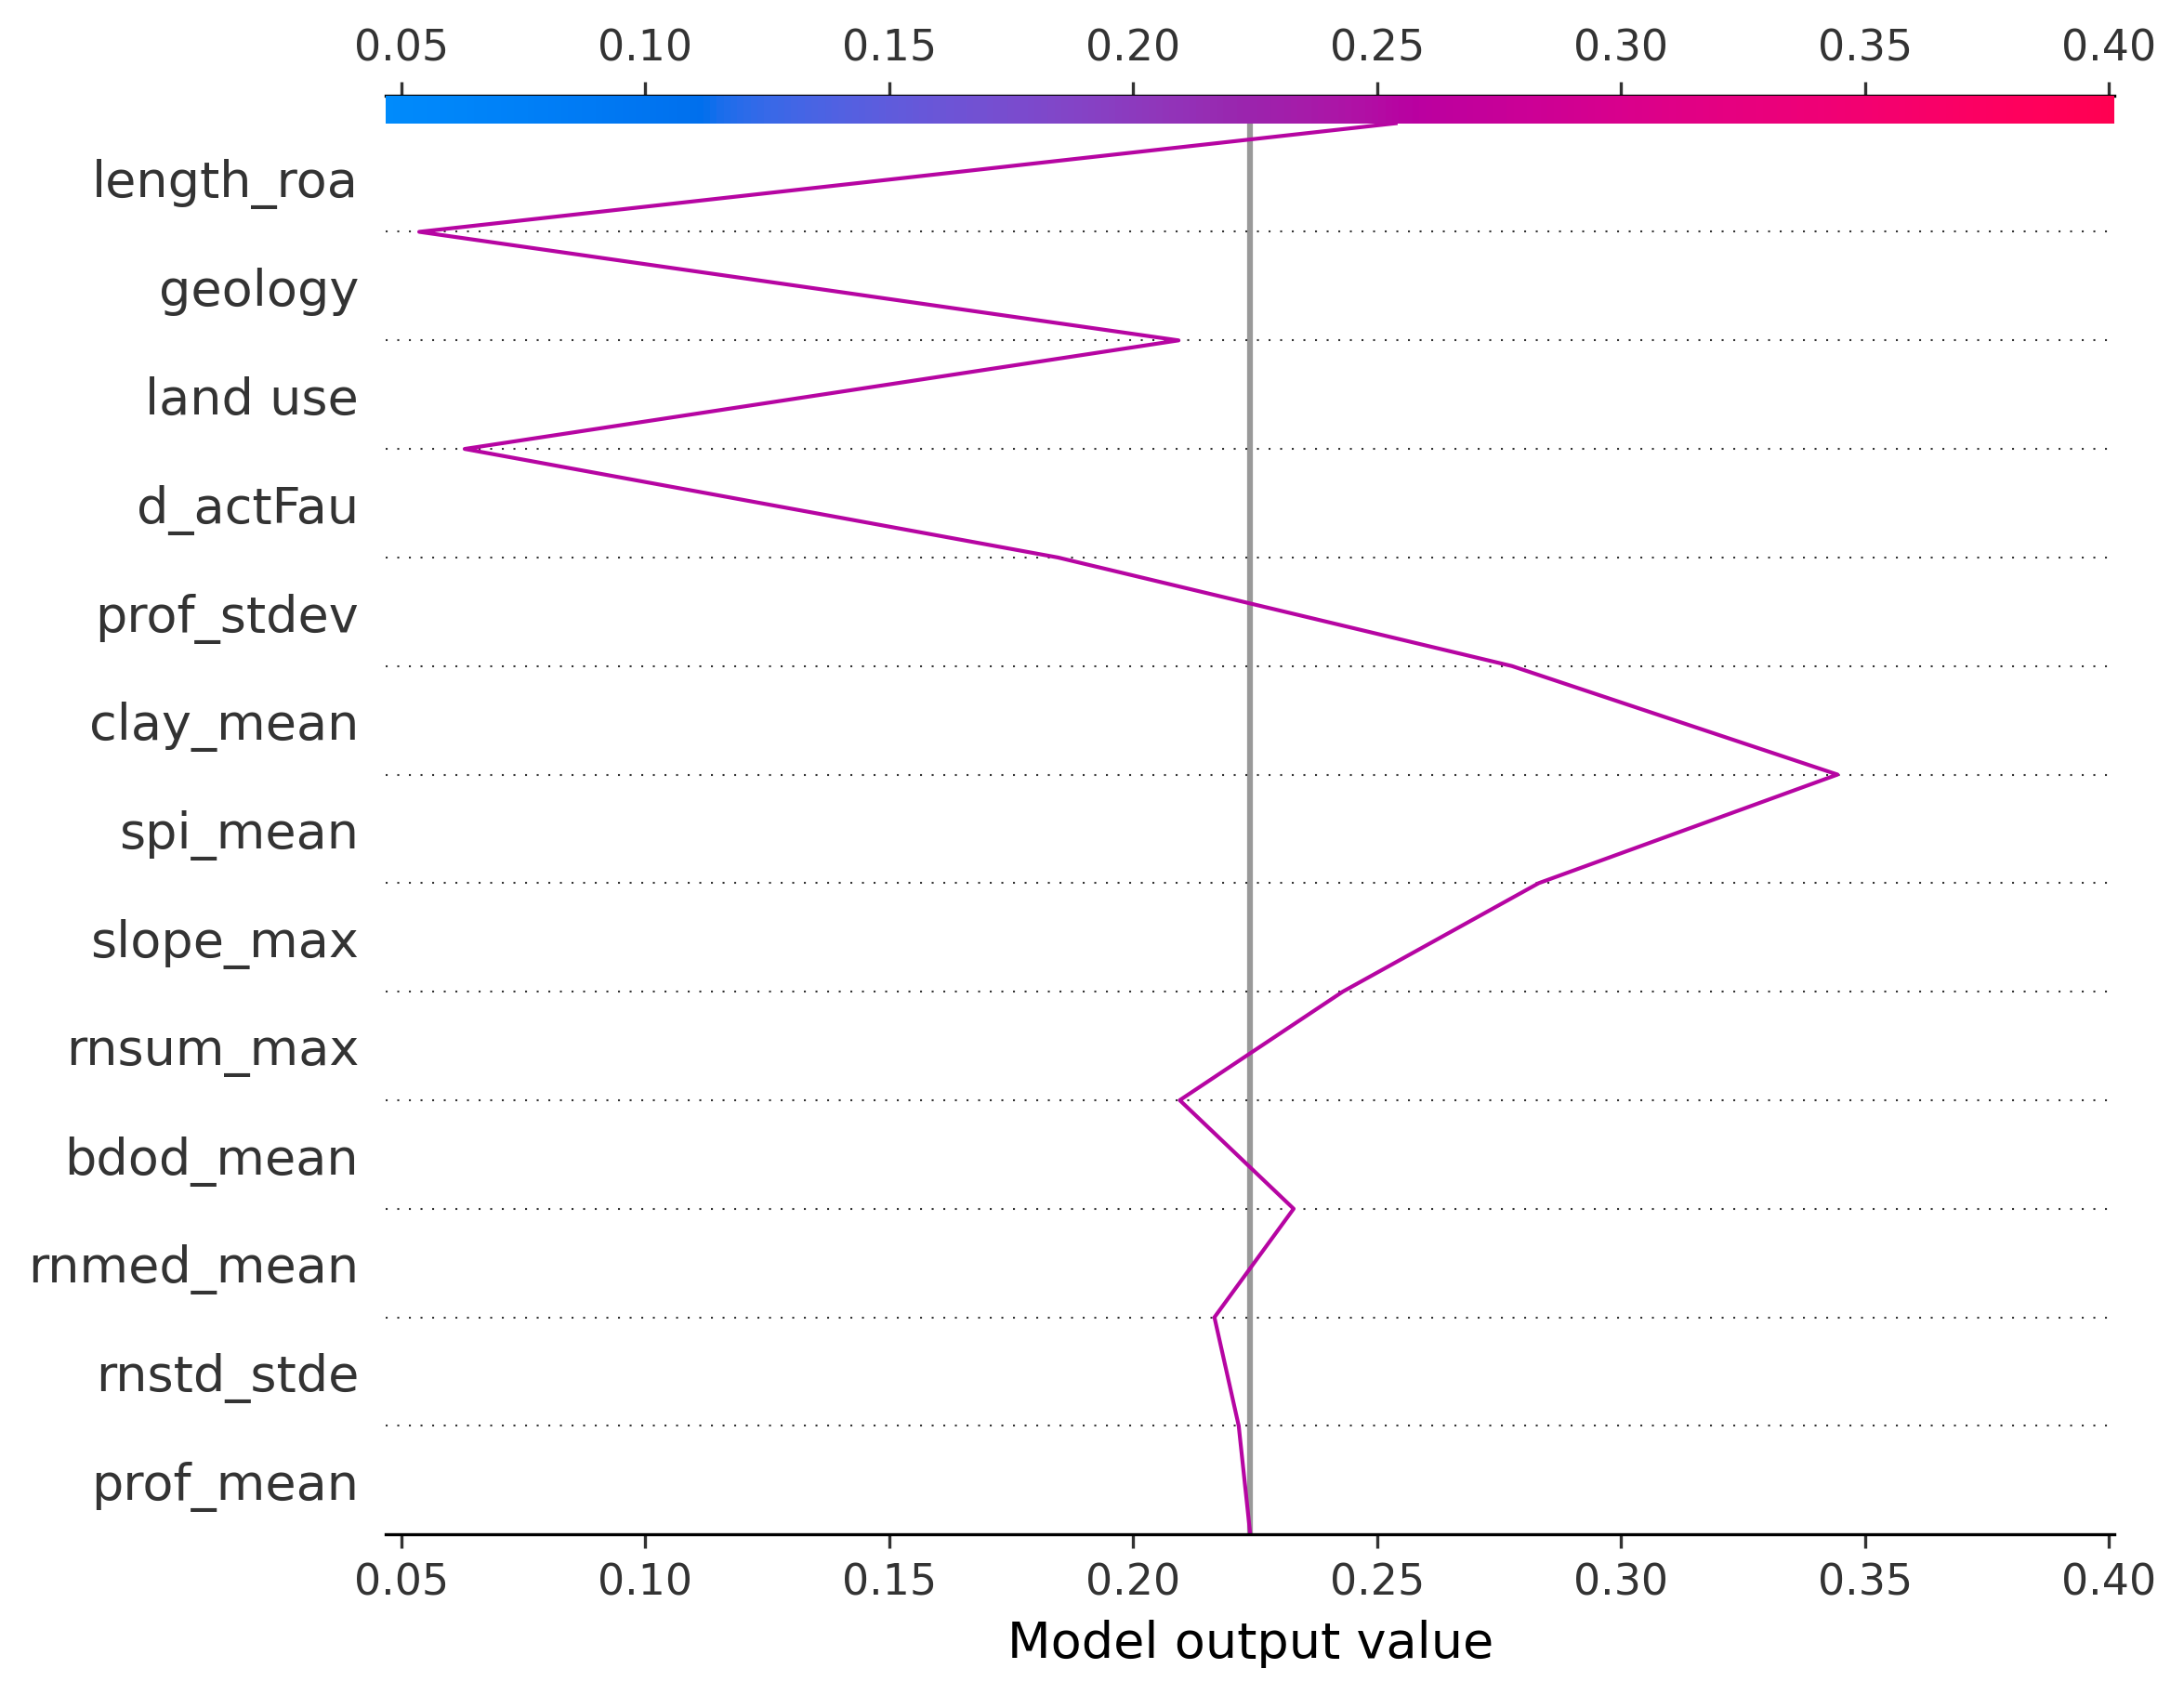 0.05 0.10 0.15 0.20 0.25 0.30 0.35 0.40
length_roa
geology
land use
d_actFau
prof_stdev
clay_mean
spi_mean
slope_max
rnsum_max
bdod_mean
rnmed_mean
rnstd_stde
prof_mean
0.05 0.10 0.15 0.20 0.25 0.30 0.35 0.40
Model output value